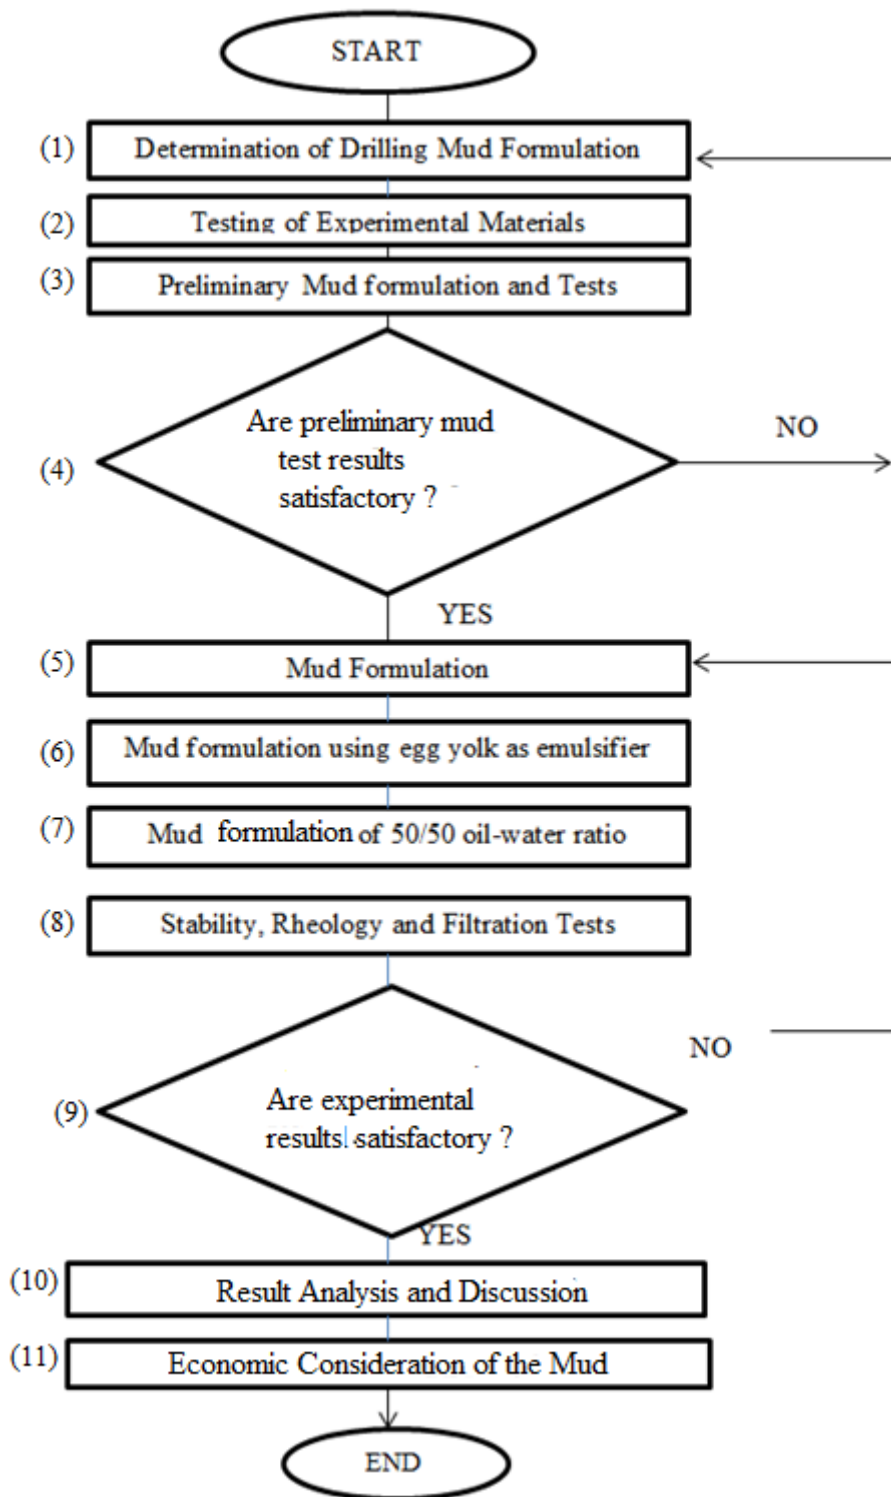 START
(1) Determination of Drilling Mud Formulation
(2) Testing of Experimental Materials
(3) Preliminary Mud formulation and Tests
(4) Are preliminary mud
test results
satisfactory ?
NO
YES
(5) Mud Formulation
(6) Mud formulation using egg yolk as emulsifier
(7) Mud formulation of 50/50 oil-water ratio
(8) Stability, Rheology and Filtration Tests
NO
(9) Are experimental
results satisfactory ?
YES
(10) Result Analysis and Discussion
(11) Economic Consideration of the Mud
END